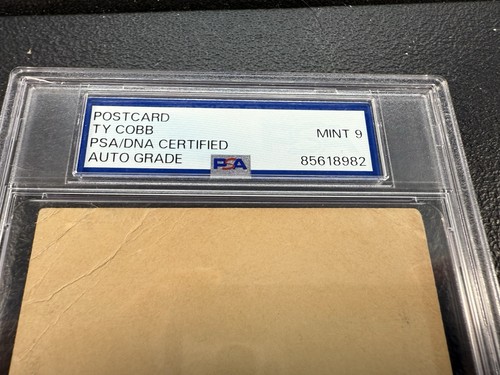 POSTCARD
TY COBB
PSA/DNA CERTIFIED MINT 9
AUTO GRADE PSA 85618982